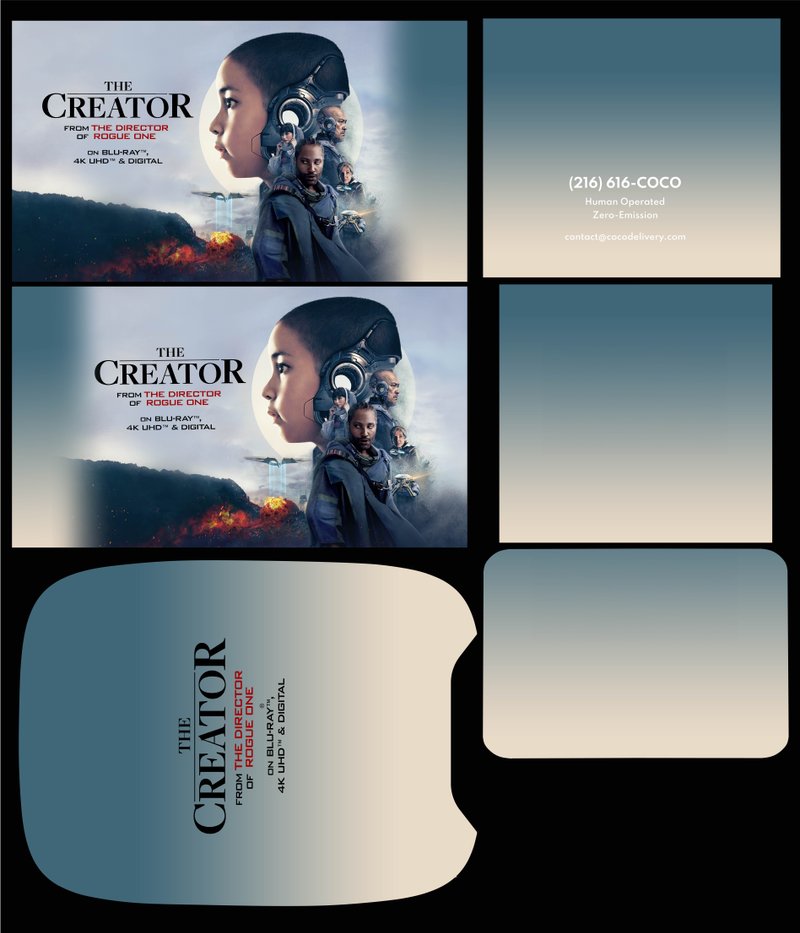 THE
CREATOR
FROM THE DIRECTOR
OF ROGUE ONE
ON BLU-RAY™,
4K UHD™ & DIGITAL
(216) 616-COCO
Human Operated
Zero-Emission
contact@cocodelivery.com
THE
CREATOR
FROM THE DIRECTOR
OF ROGUE ONE
ON BLU-RAY™,
4K UHD™ & DIGITAL
THE
CREATOR
FROM THE DIRECTOR
OF ROGUE ONE
®
ON BLU-RAY™,
4K UHD™ & DIGITAL